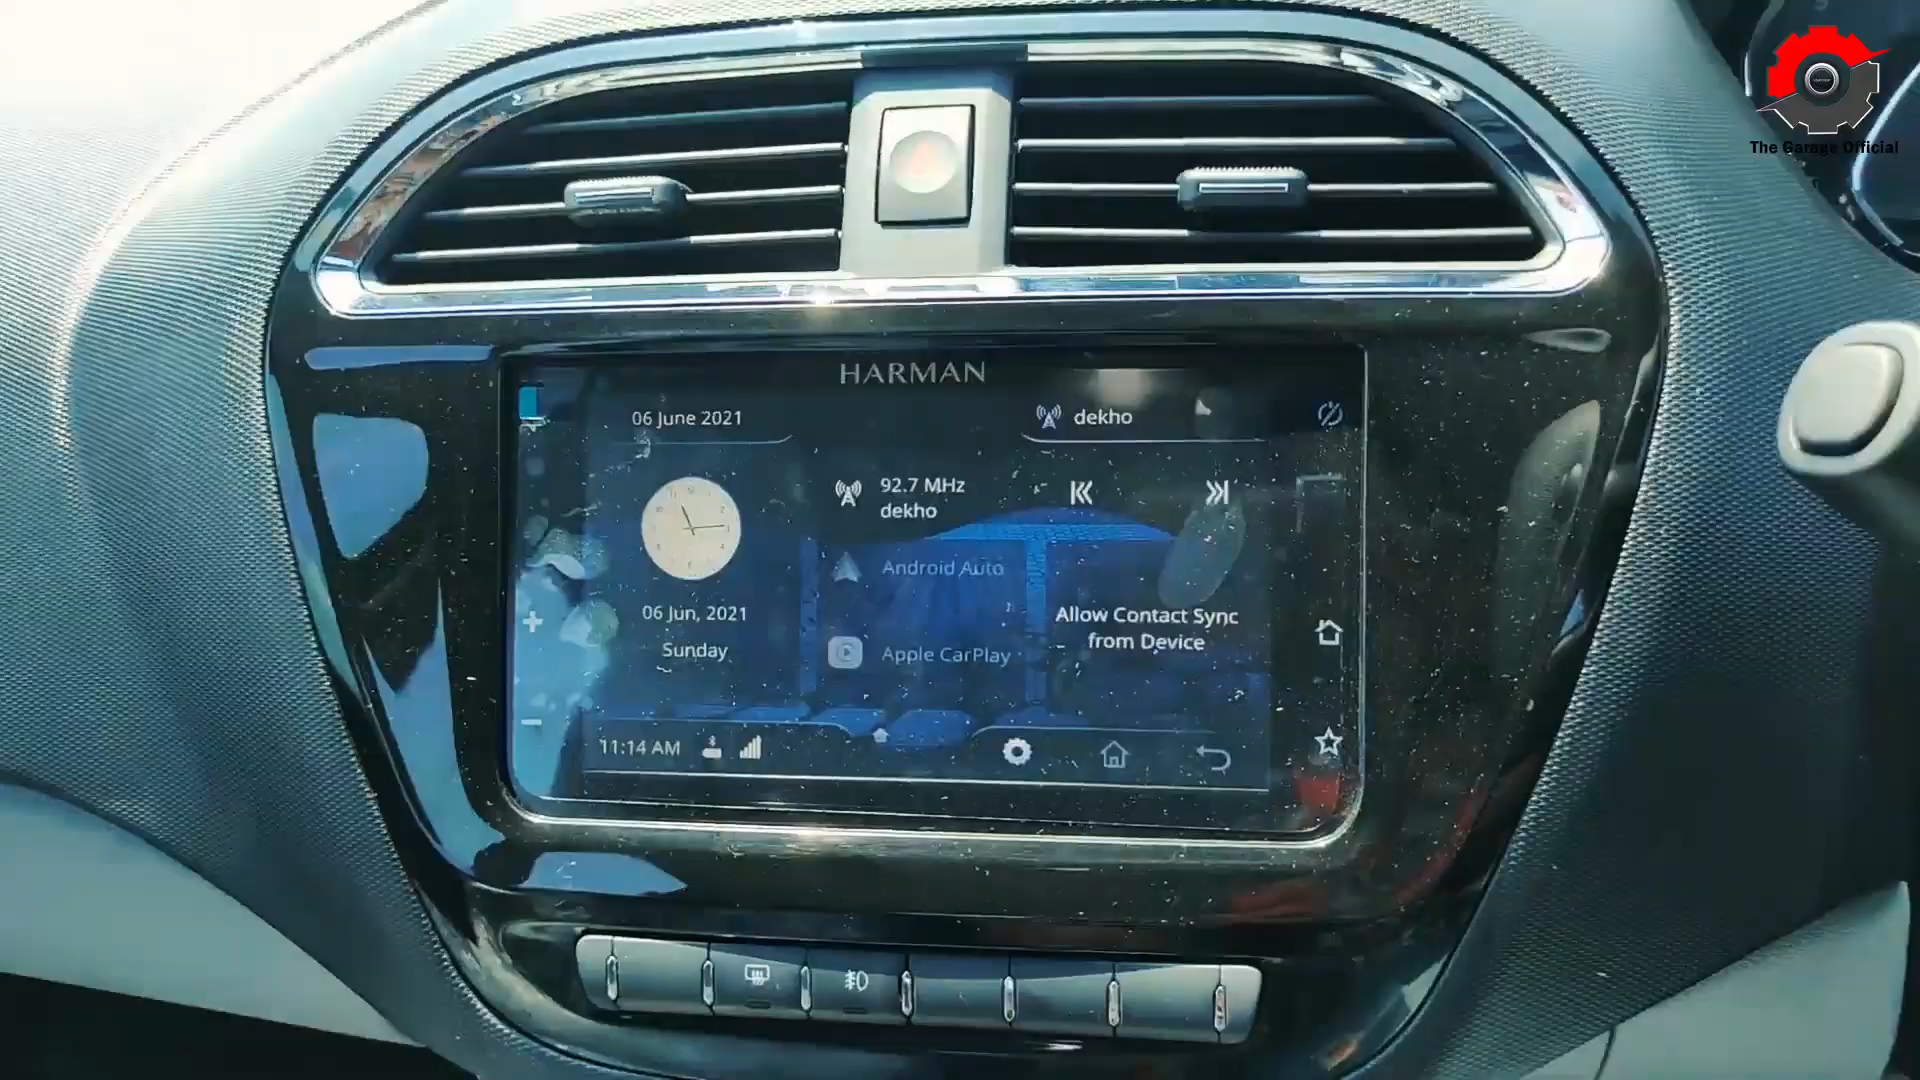 The Garage Official
HARMAN
06 June 2021
dekho
92.7 MHz
dekho
Android Auto
06 Jun, 2021
Allow Contact Sync
from Device
Sunday
Apple CarPlay
11:14 AM